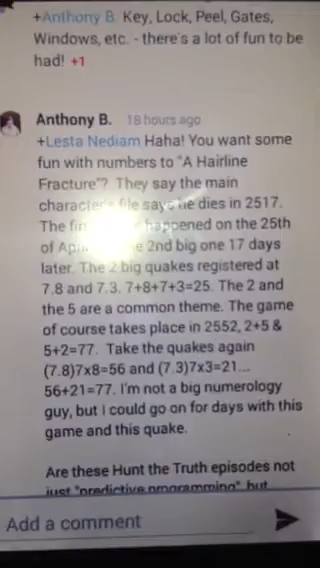 +Anthony B. Key, Lock, Peel, Gates,
Windows, etc. - there's a lot of fun to be
had! +1
Anthony B. 18 hours ago
+Lesta Nediam Haha! You want some
fun with numbers to "A Hairline
Fracture"? They say the main
character's file says he dies in 2517.
The happened on the 25th
of 2nd big one 17 days
later. The 2 big quakes registered at
7.8 and 7.3. 7+8+7+3=25. The 2 and
the 5 are a common theme. The game
of course takes place in 2552, 2+5 &
5+2=77. Take the quakes again
(7.8)7x8=56 and (7.3)7x3=21...
56+21=77. I'm not a big numerology
guy, but I could go on for days with this
game and this quake.
Are these Hunt the Truth episodes not
just "predictive programming" but
Add a comment